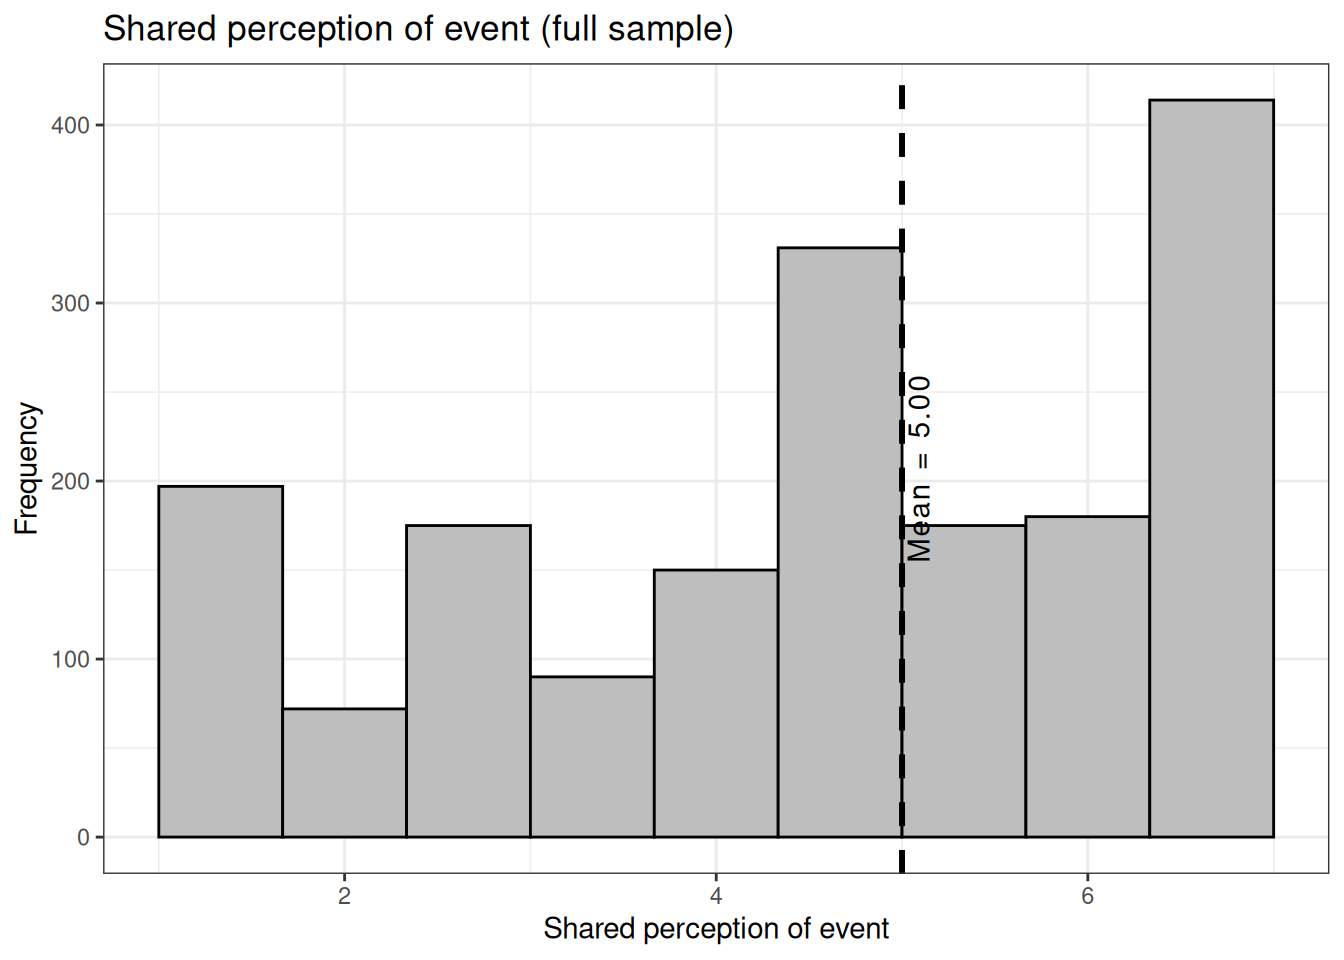 Shared perception of event (full sample)
Frequency
400
300
200
100
0
Mean = 5.00
2
4
6
Shared perception of event